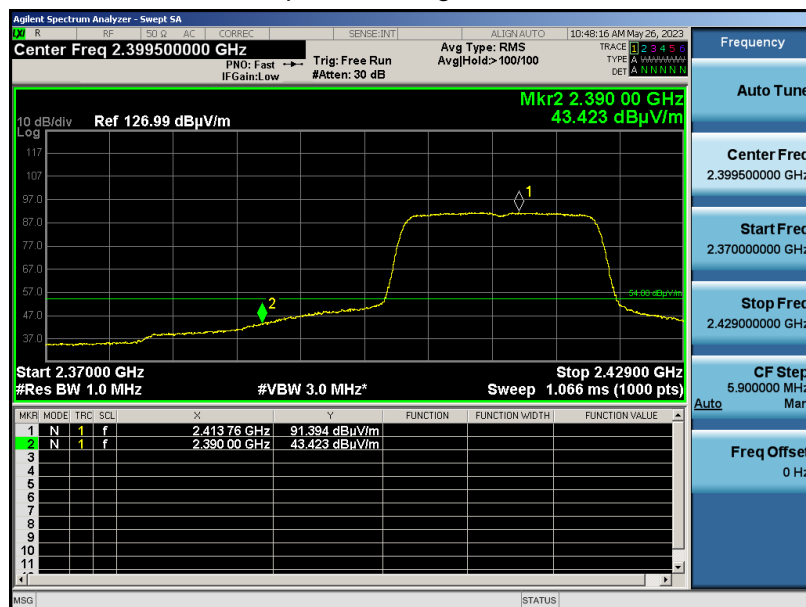 Agilent Spectrum Analyzer - Swept SA
LXI R RF 50 Ω AC CORREC SENSE:INT ALIGN AUTO 10:48:16 AM May 26, 2023
Center Freq 2.399500000 GHz
PNO: Fast
IFGain:Low
Trig: Free Run
#Atten: 30 dB
Avg Type: RMS
Avg|Hold:>100/100
TRACE 1 2 3 4 5 6
TYPE A
DET A N N N N N
Mkr2 2.390 00 GHz
43.423 dBµV/m
10 dB/div Ref 126.99 dBµV/m
Log
117
107
97.0
87.0
77.0
67.0
57.0
47.0
37.0
1
2
54.00 dBµV/m
Start 2.37000 GHz Stop 2.42900 GHz
#Res BW 1.0 MHz #VBW 3.0 MHz* Sweep 1.066 ms (1000 pts)
MKR MODE TRC SCL X Y FUNCTION FUNCTION WIDTH FUNCTION VALUE
1 N 1 f 2.413 76 GHz 91.394 dBµV/m
2 N 1 f 2.390 00 GHz 43.423 dBµV/m
3
4
5
6
7
8
9
10
11
MSG STATUS
Frequency
Auto Tune
Center Freq
2.399500000 GHz
Start Freq
2.370000000 GHz
Stop Freq
2.429000000 GHz
CF Step
5.900000 MHz
Auto Man
Freq Offset
0 Hz